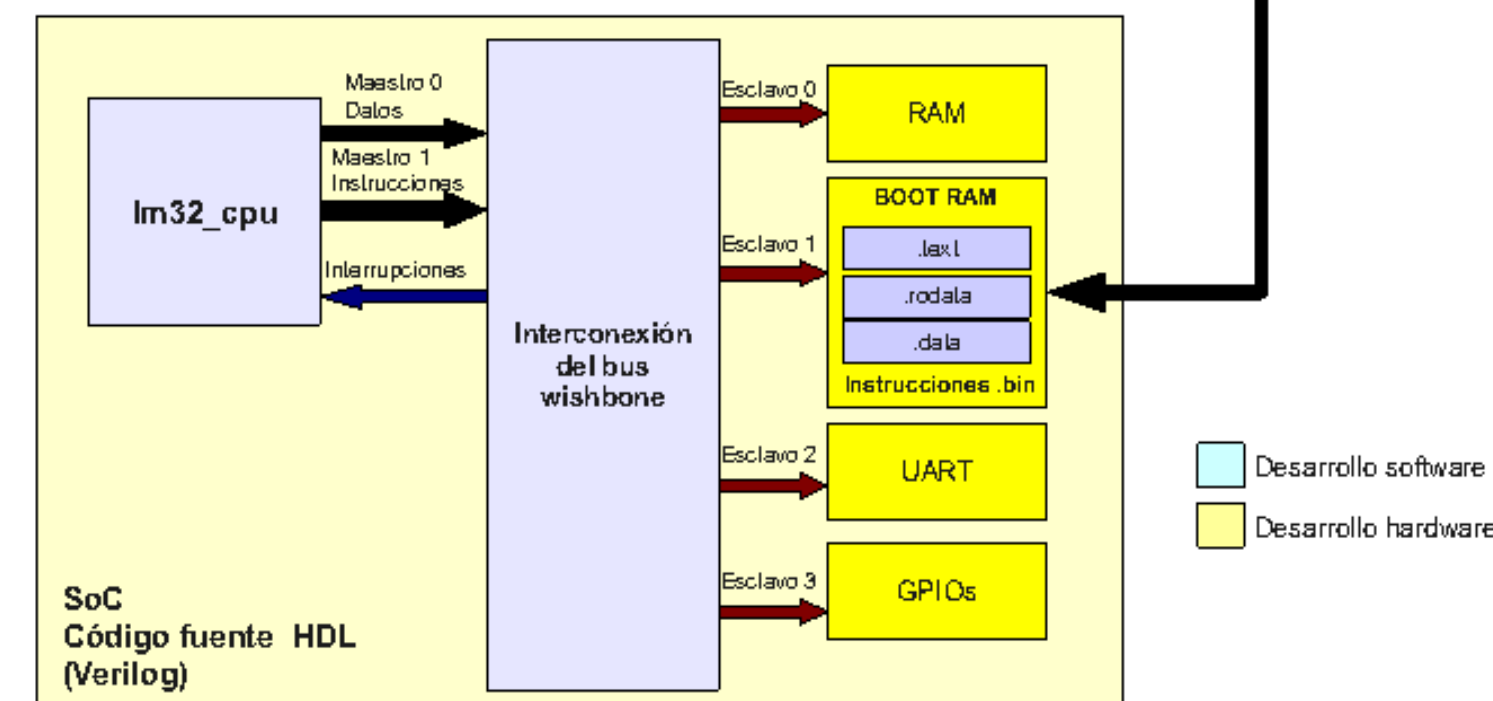 Maestro 0
Datos
Maestro 1
Instrucciones
lm32_cpu
Interrupciones
Interconexión
del bus
wishbone
Esclavo 0
RAM
Esclavo 1
BOOT RAM
.text
.rodata
.data
Instrucciones .bin
Esclavo 2
UART
Esclavo 3
GPIOs
SoC
Código fuente HDL
(Verilog)
Desarrollo software
Desarrollo hardware